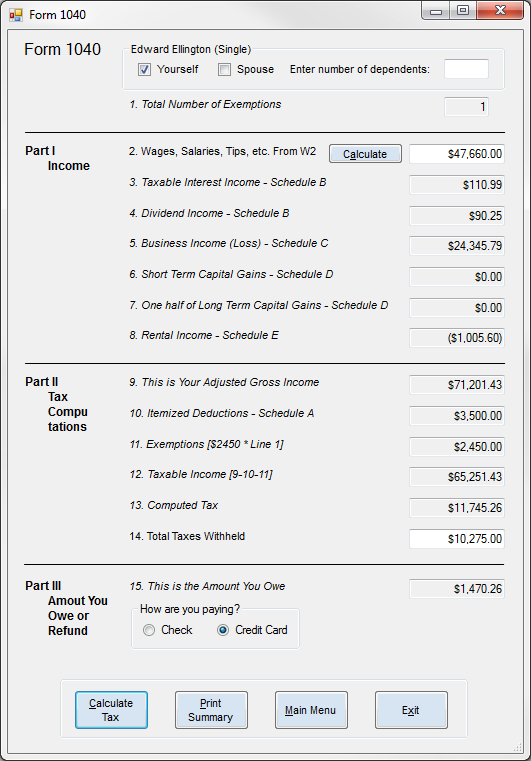 Form 1040
Form 1040
Edward Ellington (Single)
Yourself Spouse Enter number of dependents:
1. Total Number of Exemptions 1
Part I
Income
2. Wages, Salaries, Tips, etc. From W2 Calculate $47,660.00
3. Taxable Interest Income - Schedule B $110.99
4. Dividend Income - Schedule B $90.25
5. Business Income (Loss) - Schedule C $24,345.79
6. Short Term Capital Gains - Schedule D $0.00
7. One half of Long Term Capital Gains - Schedule D $0.00
8. Rental Income - Schedule E ($1,005.60)
Part II
Tax
Compu
tations
9. This is Your Adjusted Gross Income $71,201.43
10. Itemized Deductions - Schedule A $3,500.00
11. Exemptions [$2450 * Line 1] $2,450.00
12. Taxable Income [9-10-11] $65,251.43
13. Computed Tax $11,745.26
14. Total Taxes Withheld $10,275.00
Part III
Amout You
Owe or
Refund
15. This is the Amount You Owe $1,470.26
How are you paying?
Check Credit Card
Calculate
Tax
Print
Summary
Main Menu
Exit